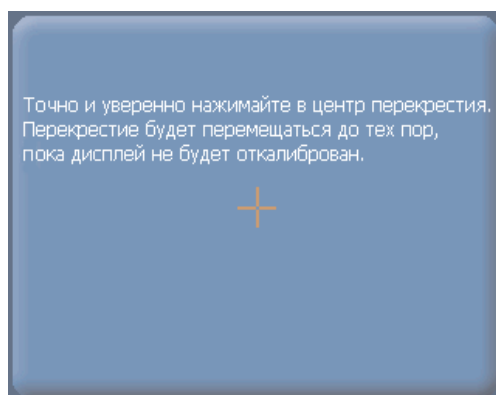 Точно и уверенно нажимайте в центр перекрестия.
Перекрестие будет перемещаться до тех пор,
пока дисплей не будет откалиброван.